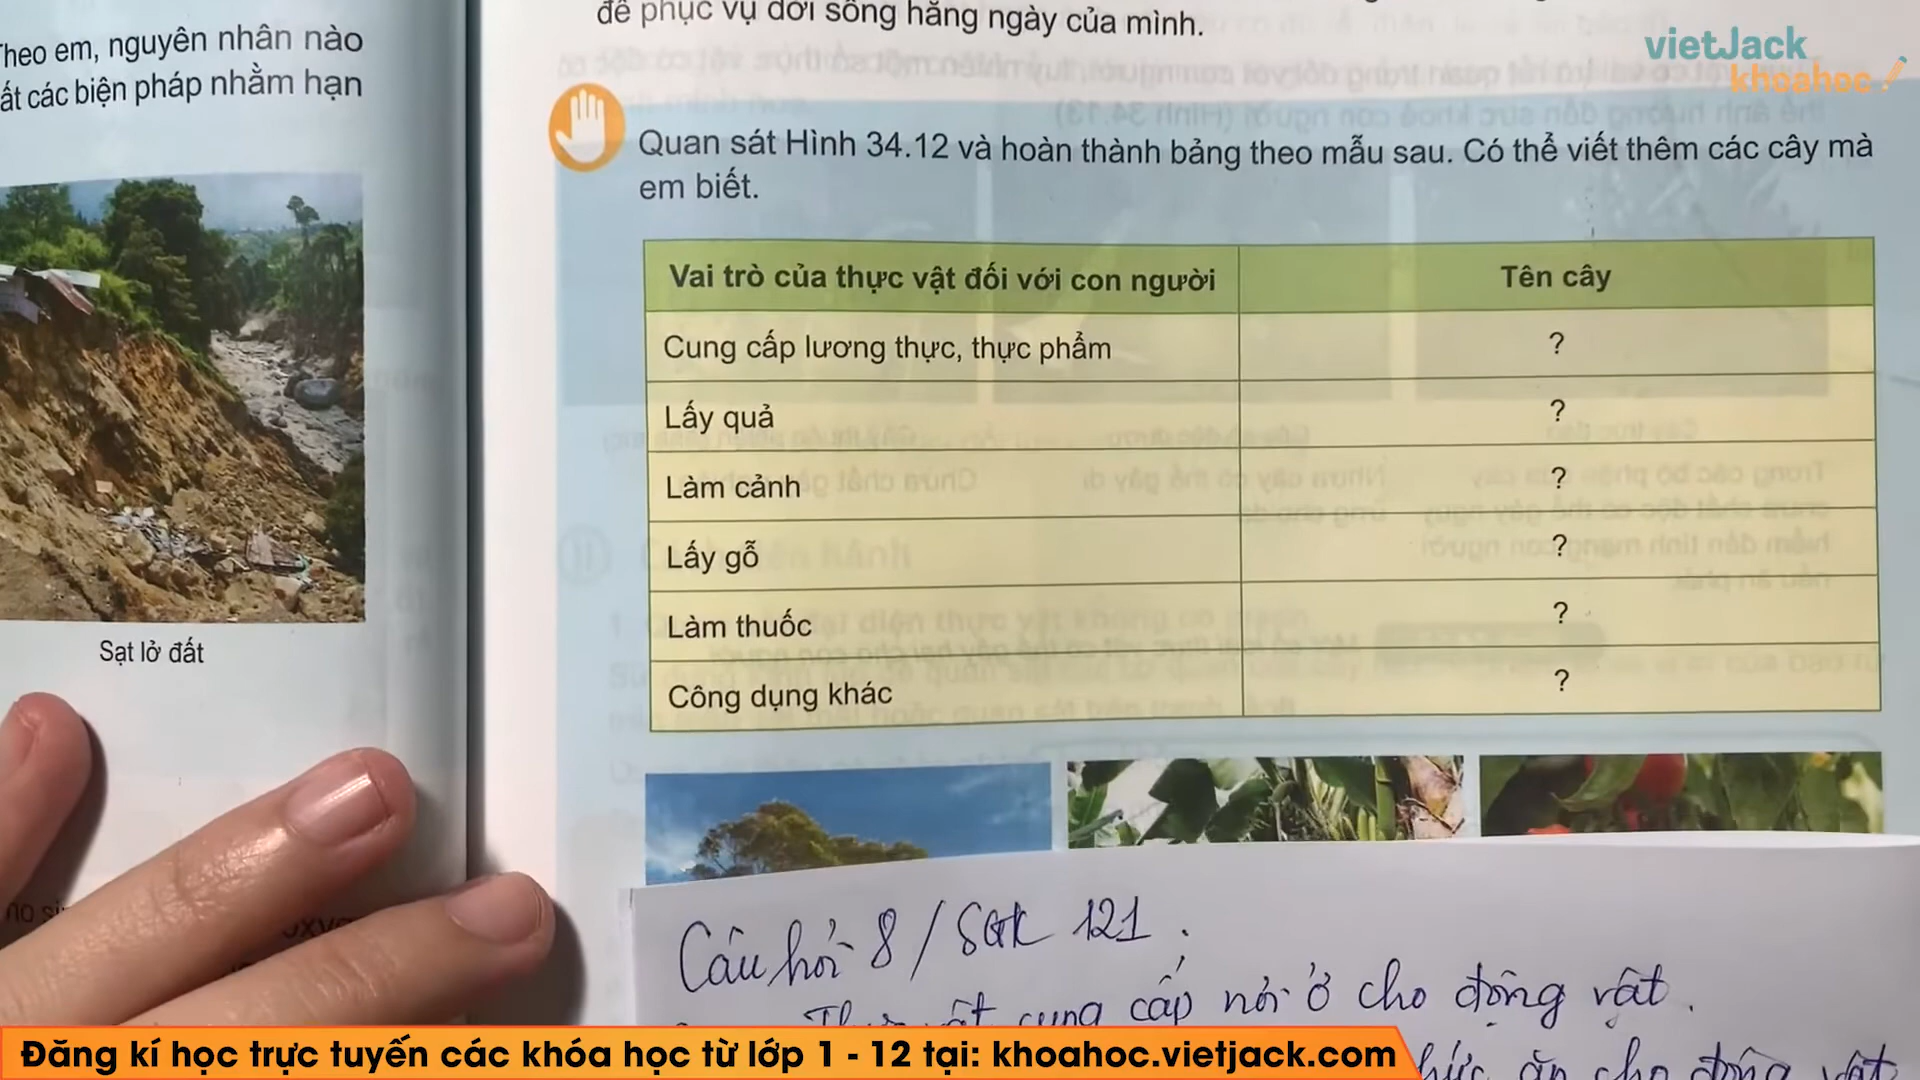 để phục vụ đời sống hằng ngày của mình.
Theo em, nguyên nhân nào
ất các biện pháp nhằm hạn
vietJack
khoahoc
Quan sát Hình 34.12 và hoàn thành bảng theo mẫu sau. Có thể viết thêm các cây mà
em biết.
Vai trò của thực vật đối với con người Tên cây
Cung cấp lương thực, thực phẩm ?
Lấy quả ?
Làm cảnh ?
Lấy gỗ ?
Làm thuốc ?
Công dụng khác ?
Sạt lở đất
Câu hỏi 8 / SGK 121.
cung cấp nơi ở cho động vật.
thức ăn cho động vật
Đăng kí học trực tuyến các khóa học từ lớp 1 - 12 tại: khoahoc.vietjack.com